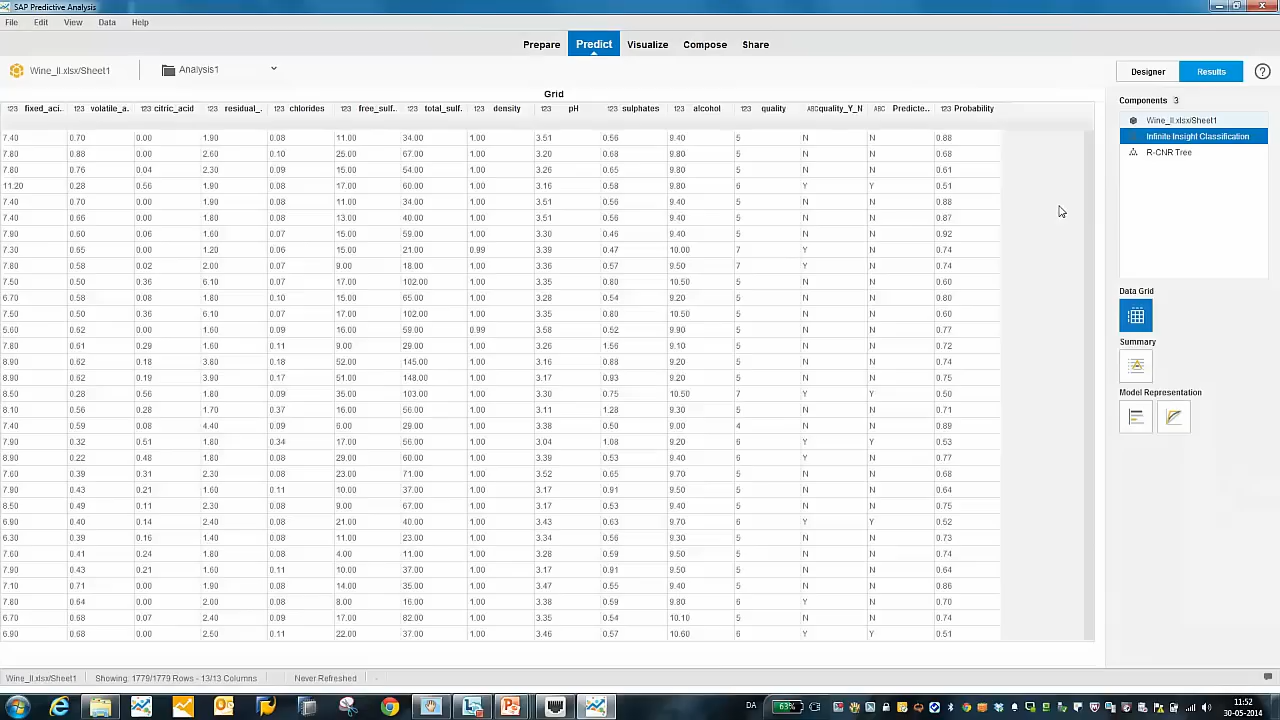 SAP Predictive Analysis
File Edit View Data Help
Prepare Predict Visualize Compose Share
Wine_II.xlsx/Sheet1 Analysis1 Designer Results
Grid
123 fixed_aci.. 123 volatile_a.. 123 citric_acid 123 residual_.. 123 chlorides 123 free_sulf.. 123 total_sulf.. 123 density 123 pH 123 sulphates 123 alcohol 123 quality ABC quality_Y_N ABC Predicte.. 123 Probability
7.40 0.70 0.00 1.90 0.08 11.00 34.00 1.00 3.51 0.56 9.40 5 N N 0.88
7.80 0.88 0.00 2.60 0.10 25.00 67.00 1.00 3.20 0.68 9.80 5 N N 0.68
7.80 0.76 0.04 2.30 0.09 15.00 54.00 1.00 3.26 0.65 9.80 5 N N 0.61
11.20 0.28 0.56 1.90 0.08 17.00 60.00 1.00 3.16 0.58 9.80 6 Y Y 0.51
7.40 0.70 0.00 1.90 0.08 11.00 34.00 1.00 3.51 0.56 9.40 5 N N 0.88
7.40 0.66 0.00 1.80 0.08 13.00 40.00 1.00 3.51 0.56 9.40 5 N N 0.87
7.90 0.60 0.06 1.60 0.07 15.00 59.00 1.00 3.30 0.46 9.40 5 N N 0.92
7.30 0.65 0.00 1.20 0.06 15.00 21.00 0.99 3.39 0.47 10.00 7 Y N 0.74
7.80 0.58 0.02 2.00 0.07 9.00 18.00 1.00 3.36 0.57 9.50 7 Y N 0.74
7.50 0.50 0.36 6.10 0.07 17.00 102.00 1.00 3.35 0.80 10.50 5 N N 0.60
6.70 0.58 0.08 1.80 0.10 15.00 65.00 1.00 3.28 0.54 9.20 5 N N 0.80
7.50 0.50 0.36 6.10 0.07 17.00 102.00 1.00 3.35 0.80 10.50 5 N N 0.60
5.60 0.62 0.00 1.60 0.09 16.00 59.00 0.99 3.58 0.52 9.90 5 N N 0.77
7.80 0.61 0.29 1.60 0.11 9.00 29.00 1.00 3.26 1.56 9.10 5 N N 0.72
8.90 0.62 0.18 3.80 0.18 52.00 145.00 1.00 3.16 0.88 9.20 5 N N 0.74
8.90 0.62 0.19 3.90 0.17 51.00 148.00 1.00 3.17 0.93 9.20 5 N N 0.75
8.50 0.28 0.56 1.80 0.09 35.00 103.00 1.00 3.30 0.75 10.50 7 Y Y 0.50
8.10 0.56 0.28 1.70 0.37 16.00 56.00 1.00 3.11 1.28 9.30 5 N N 0.71
7.40 0.59 0.08 4.40 0.09 6.00 29.00 1.00 3.38 0.50 9.00 4 N N 0.89
7.90 0.32 0.51 1.80 0.34 17.00 56.00 1.00 3.04 1.08 9.20 6 Y Y 0.53
8.90 0.22 0.48 1.80 0.08 29.00 60.00 1.00 3.39 0.53 9.40 6 Y N 0.77
7.60 0.39 0.31 2.30 0.08 23.00 71.00 1.00 3.52 0.65 9.70 5 N N 0.68
7.90 0.43 0.21 1.60 0.11 10.00 37.00 1.00 3.17 0.91 9.50 5 N N 0.64
8.50 0.49 0.11 2.30 0.08 9.00 67.00 1.00 3.17 0.53 9.40 5 N N 0.75
6.90 0.40 0.14 2.40 0.08 21.00 40.00 1.00 3.43 0.63 9.70 6 Y Y 0.52
6.30 0.39 0.16 1.40 0.08 11.00 23.00 1.00 3.34 0.56 9.30 5 N N 0.73
7.60 0.41 0.24 1.80 0.08 4.00 11.00 1.00 3.28 0.59 9.50 5 N N 0.74
7.90 0.43 0.21 1.60 0.11 10.00 37.00 1.00 3.17 0.91 9.50 5 N N 0.64
7.10 0.71 0.00 1.90 0.08 14.00 35.00 1.00 3.47 0.55 9.40 5 N N 0.86
7.80 0.64 0.00 2.00 0.08 8.00 16.00 1.00 3.38 0.59 9.80 6 Y N 0.70
6.70 0.68 0.07 2.40 0.09 17.00 82.00 1.00 3.35 0.54 10.10 5 N N 0.74
6.90 0.68 0.00 2.50 0.11 22.00 37.00 1.00 3.46 0.57 10.60 6 Y Y 0.51
Components 3
Wine_II.xlsx/Sheet1
Infinite Insight Classification
R-CNR Tree
Data Grid
Summary
Model Representation
Wine_II.xlsx/Sheet1 Showing: 1779/1779 Rows - 13/13 Columns Never Refreshed
DA 63% 11:52
30-05-2014